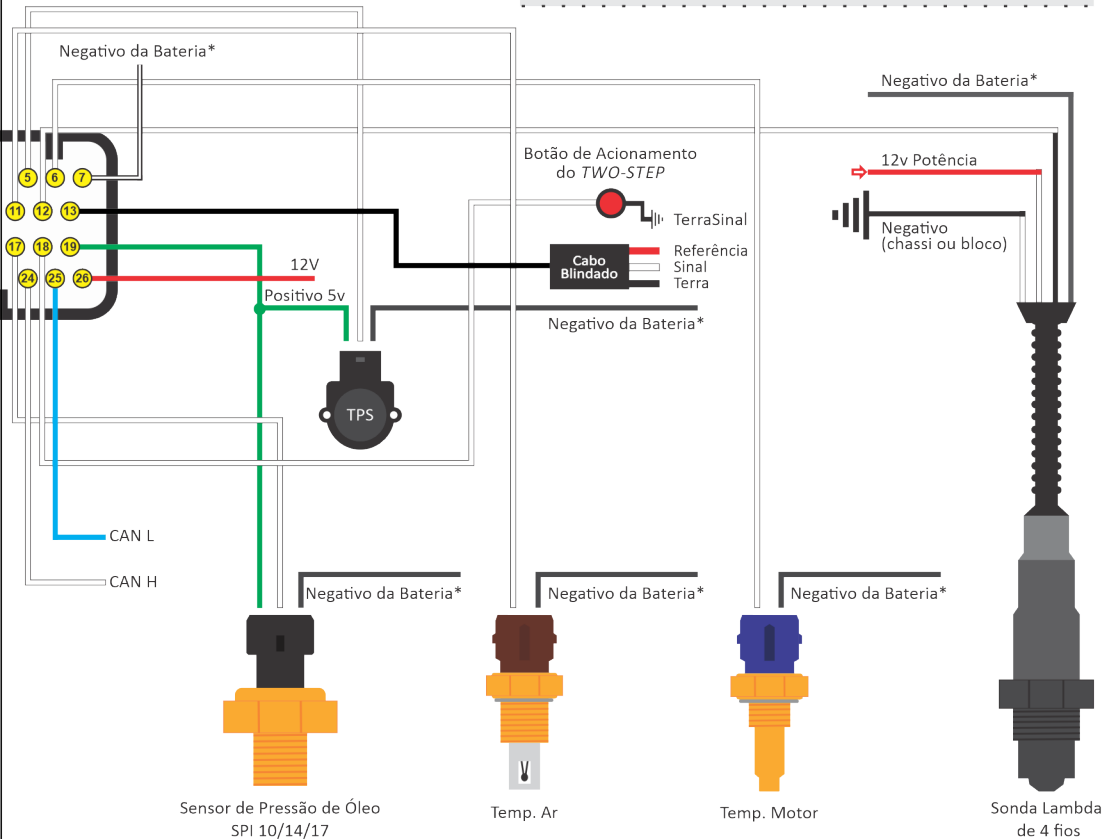 Negativo da Bateria*
Negativo da Bateria*
Botão de Acionamento
do TWO-STEP
12v Potência
5
6
7
11
12
13
TerraSinal
Negativo
(chassi ou bloco)
17
18
19
Cabo
Blindado
Referência
Sinal
Terra
24
25
26
12V
Positivo 5v
Negativo da Bateria*
TPS
CAN L
CAN H
Negativo da Bateria*
Negativo da Bateria*
Negativo da Bateria*
Sensor de Pressão de Óleo
SPI 10/14/17
Temp. Ar
Temp. Motor
Sonda Lambda
de 4 fios